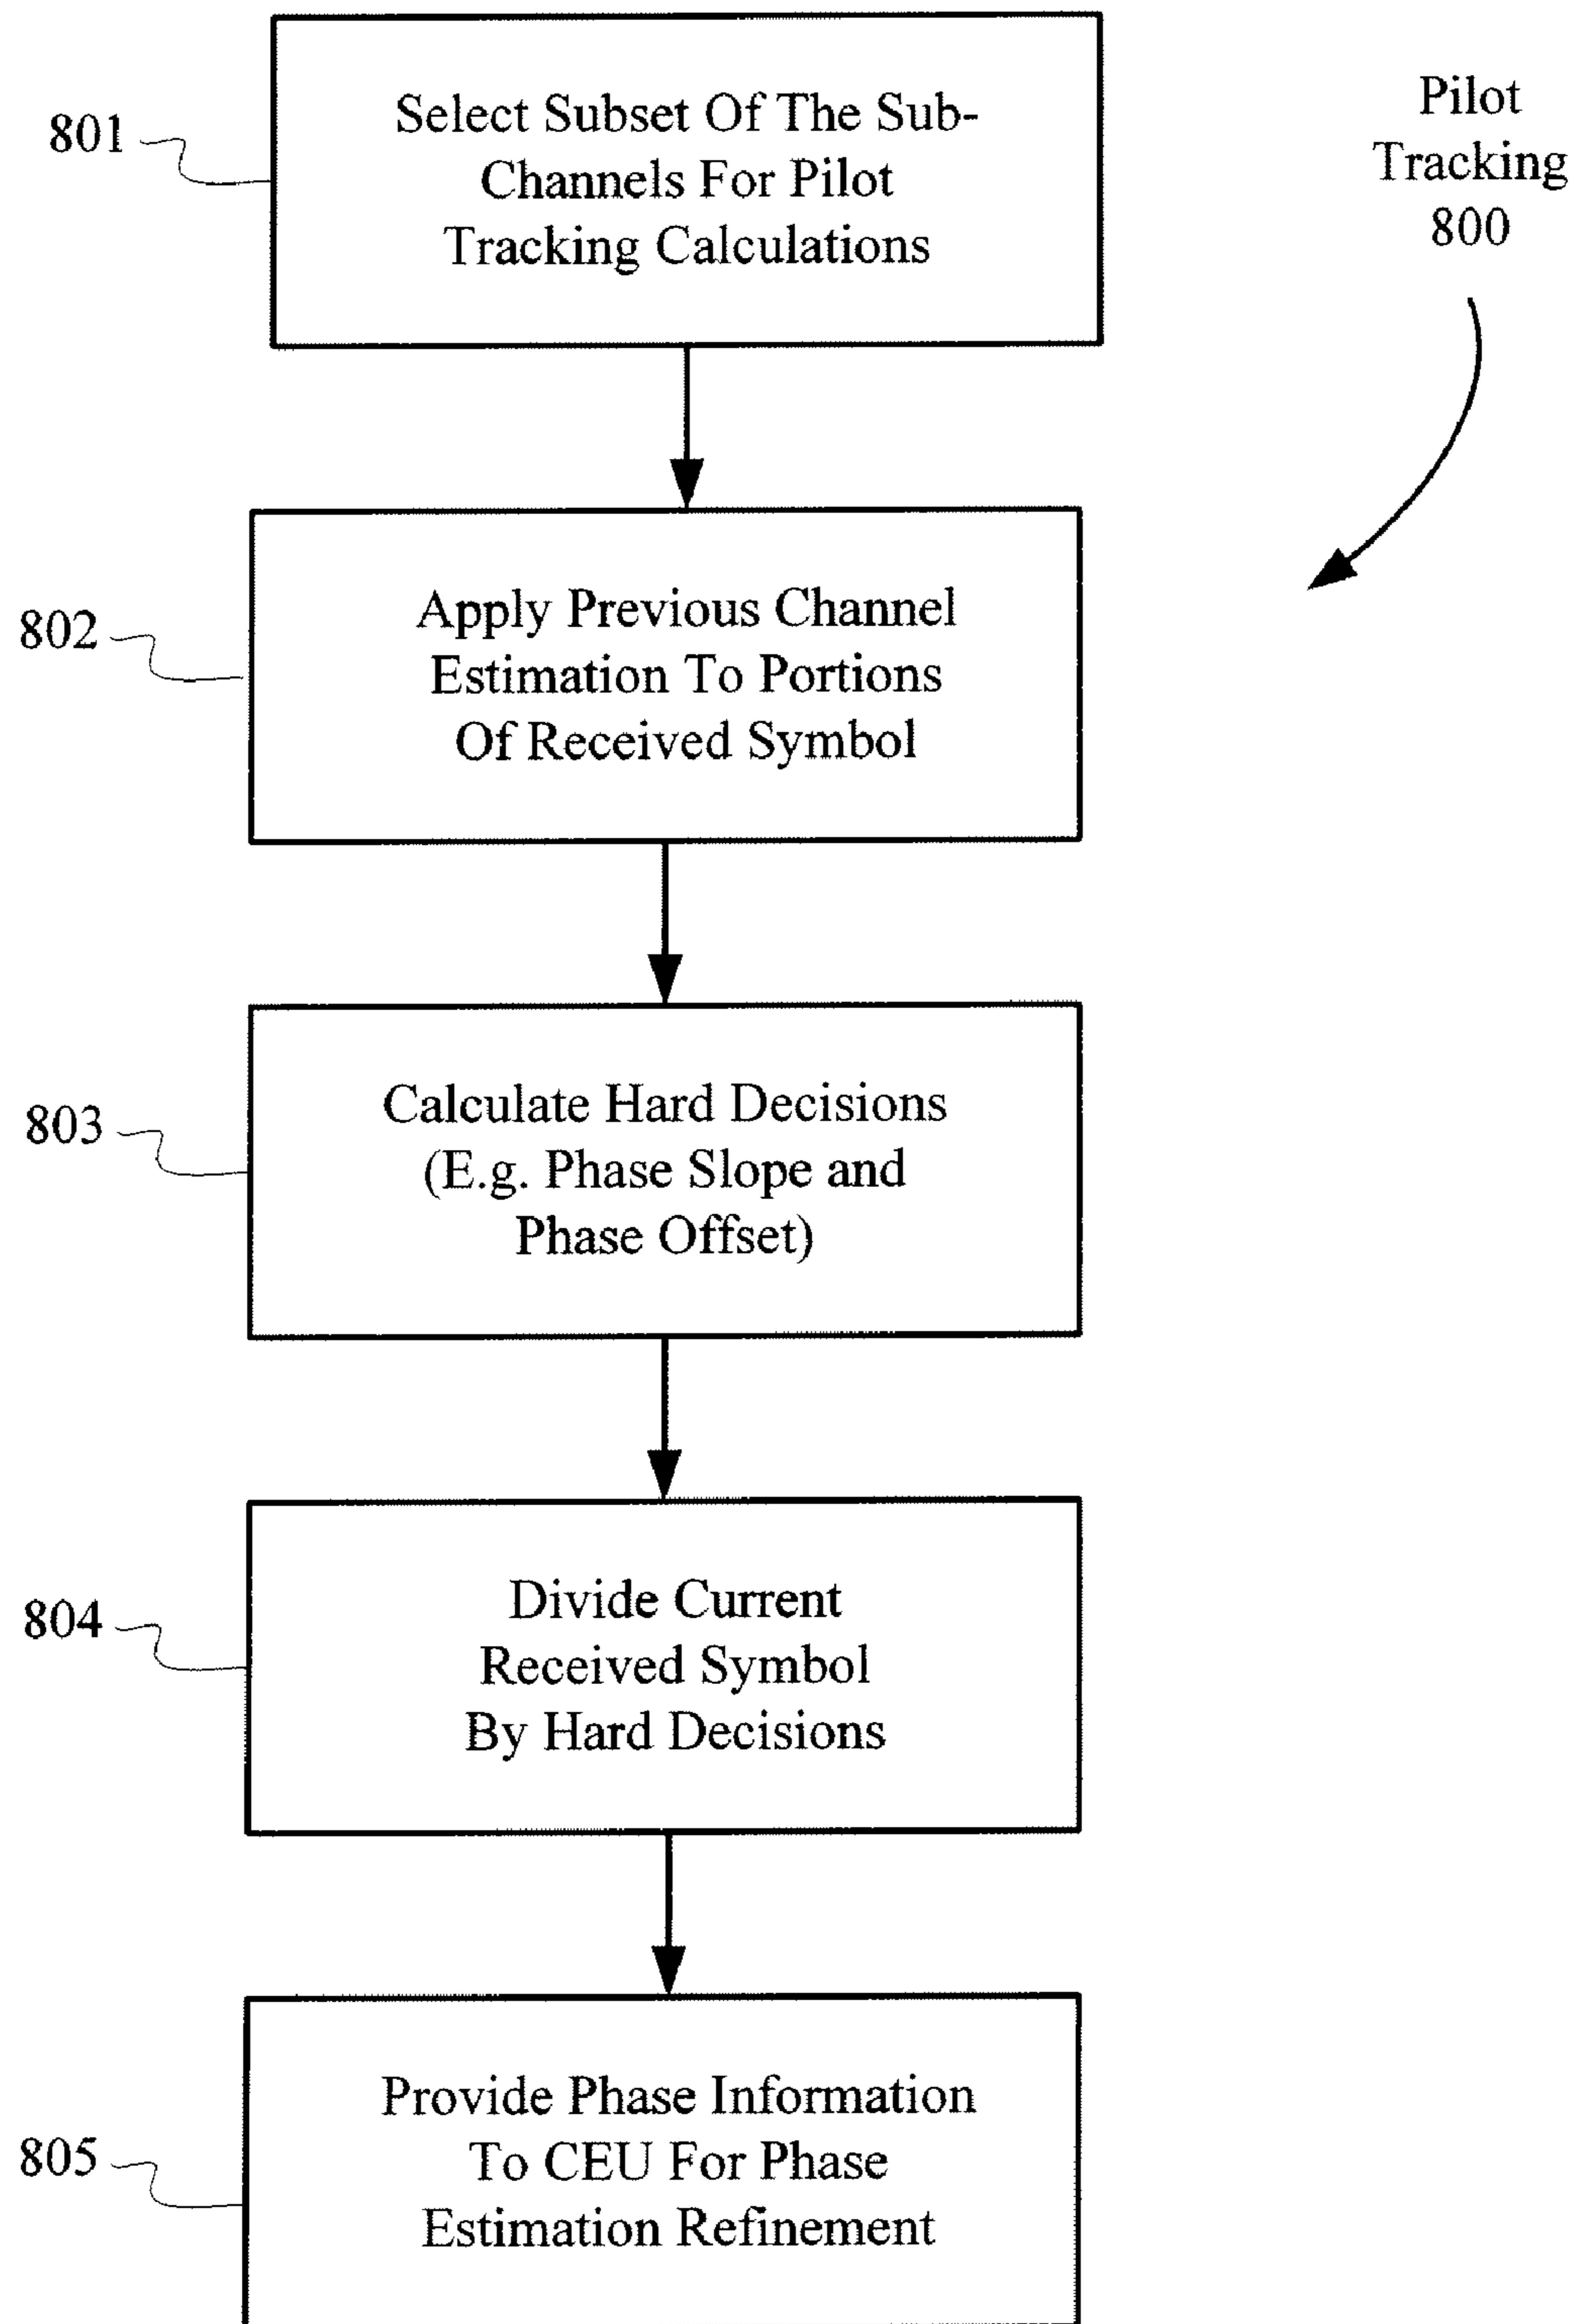 801
Select Subset Of The Sub-
Channels For Pilot
Tracking Calculations
Pilot
Tracking
800
802
Apply Previous Channel
Estimation To Portions
Of Received Symbol
803
Calculate Hard Decisions
(E.g. Phase Slope and
Phase Offset)
804
Divide Current
Received Symbol
By Hard Decisions
805
Provide Phase Information
To CEU For Phase
Estimation Refinement